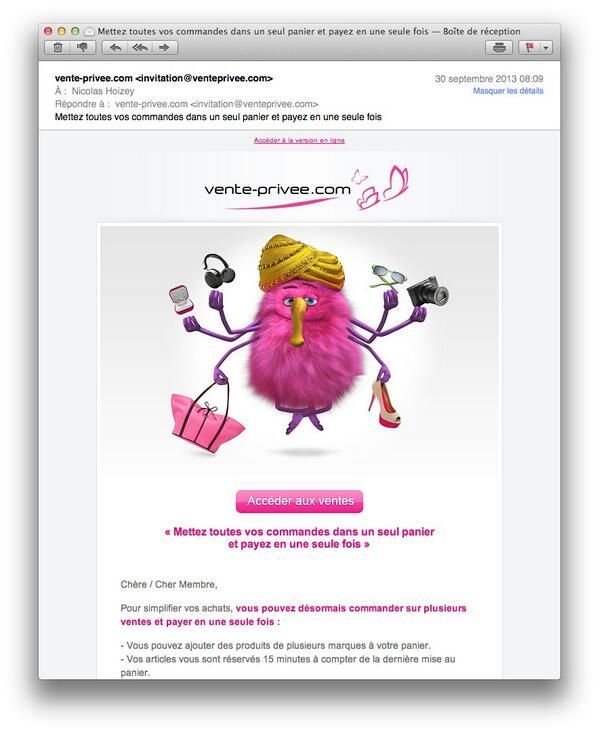 Mettez toutes vos commandes dans un seul panier et payez en une seule fois — Boîte de réception
vente-privee.com <invitation@venteprivee.com>
30 septembre 2013 08:09
À : Nicolas Hoizey
Masquer les détails
Répondre à : vente-privee.com <invitation@venteprivee.com>
Mettez toutes vos commandes dans un seul panier et payez en une seule fois
Accéder à la version en ligne
vente-privee.com
Accéder aux ventes
« Mettez toutes vos commandes dans un seul panier
et payez en une seule fois »
Chère / Cher Membre,
Pour simplifier vos achats, vous pouvez désormais commander sur plusieurs
ventes et payer en une seule fois :
- Vous pouvez ajouter des produits de plusieurs marques à votre panier.
- Vos articles vous sont réservés 15 minutes à compter de la dernière mise au
panier.